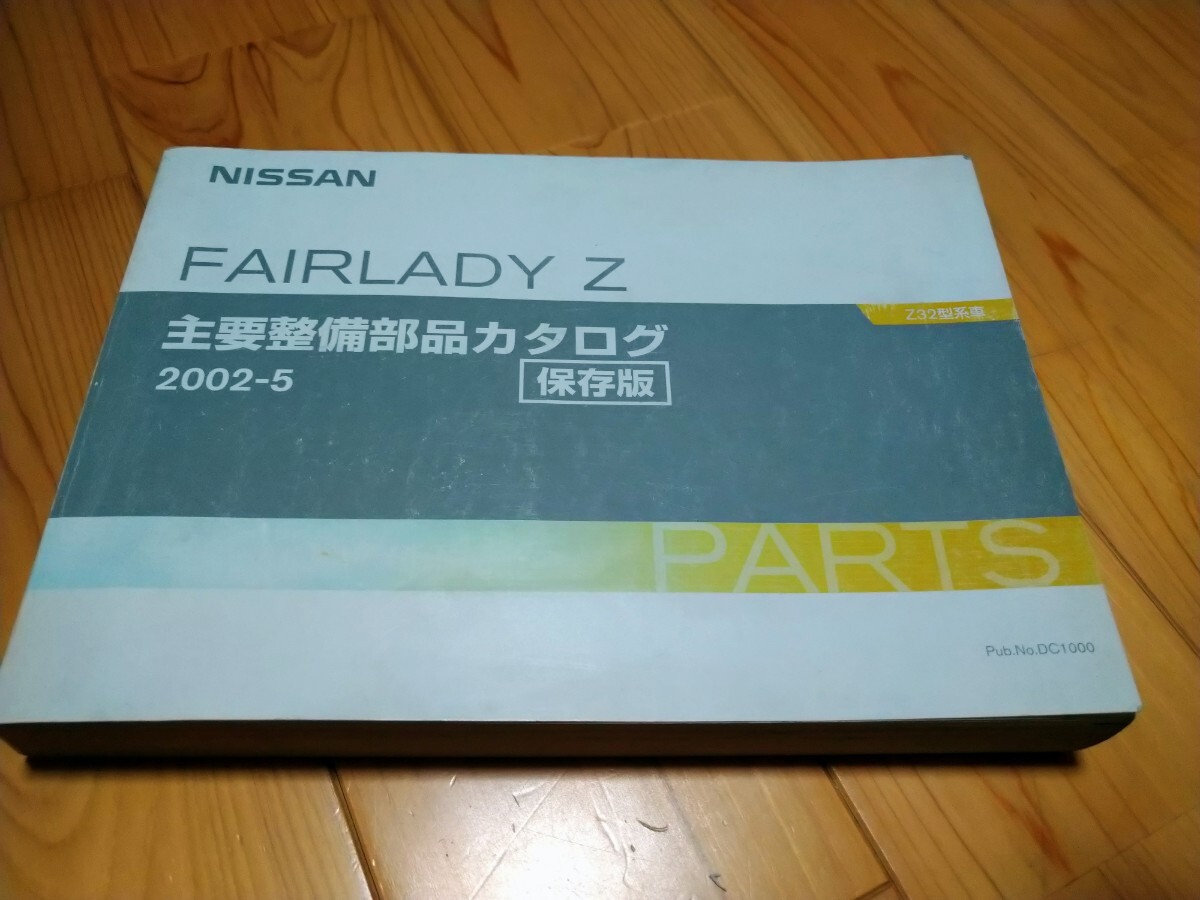 NISSAN
FAIRLADY Z
Z32型系車
主要整備部品カタログ
2002-5
保存版
PARTS
Pub.No.DC1000